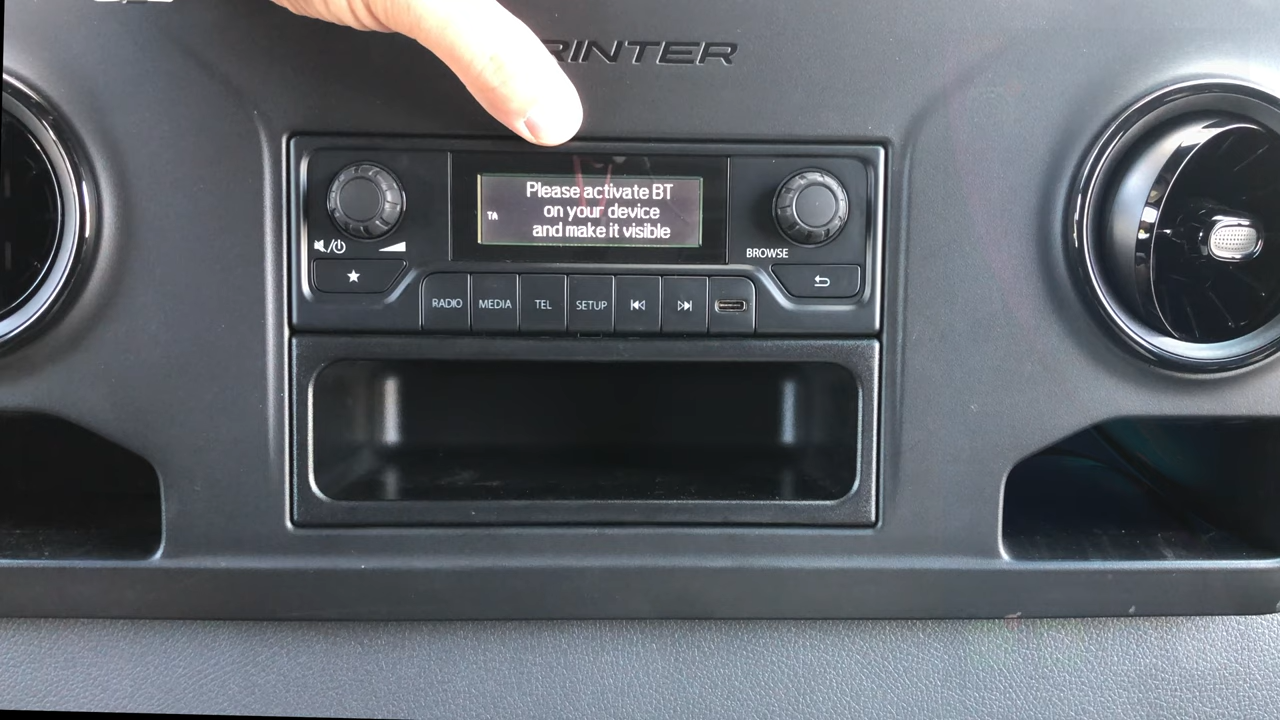 RINTER
Please activate BT
TA
on your device
and make it visible
BROWSE
RADIO
MEDIA
TEL
SETUP